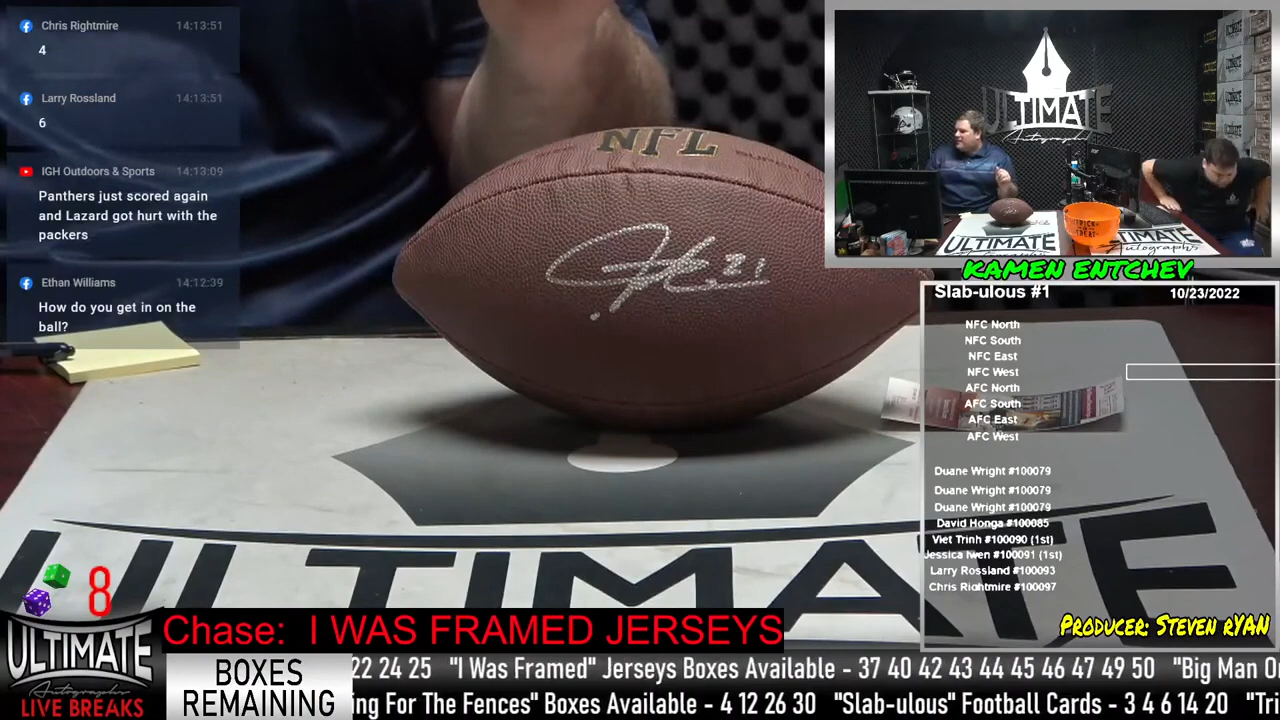 Chris Rightmire 14:13:51
4
Larry Rossland 14:13:51
6
IGH Outdoors & Sports 14:13:09
Panthers just scored again
and Lazard got hurt with the
packers
Ethan Williams 14:12:39
How do you get in on the
ball?
NFL
21
ULTIMATE
Autographs
ULTIMATE
ULTIMATE
Autographs
KAMEN ENTCHEV
Slab-ulous #1 10/23/2022
NFC North
NFC South
NFC East
NFC West
AFC North
AFC South
AFC East
AFC West
Duane Wright #100079
Duane Wright #100079
Duane Wright #100079
David Honga #100085
Viet Trinh #100090 (1st)
Jessica Iwen #100091 (1st)
Larry Rossland #100093
Chris Rightmire #100097
PRODUCER: STEVEN RYAN
ULTIMATE
8
Chase: I WAS FRAMED JERSEYS
ULTIMATE
Autographs
LIVE BREAKS
BOXES
REMAINING
22 24 25 "I Was Framed" Jerseys Boxes Available - 37 40 42 43 44 45 46 47 49 50 "Big Man O
ing For The Fences" Boxes Available - 4 12 26 30 "Slab-ulous" Football Cards - 3 4 6 14 20 "Tri